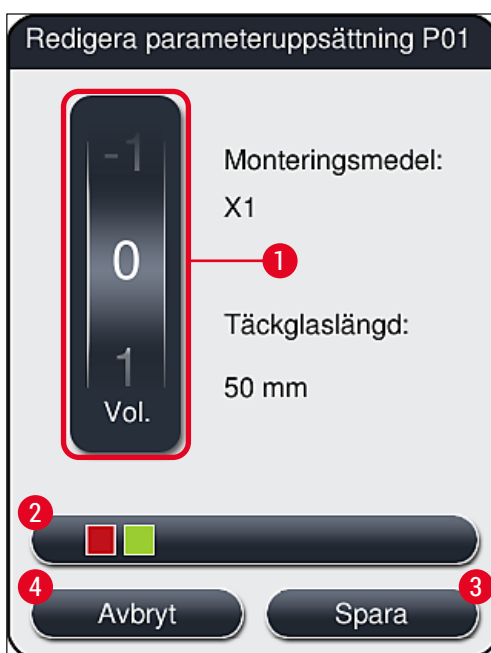 Redigera parameteruppsättning P01
-1
0
1
Vol.
Monteringsmedel:
X1
Täckglaslängd:
50 mm
1
2
4
Avbryt
Spara
3